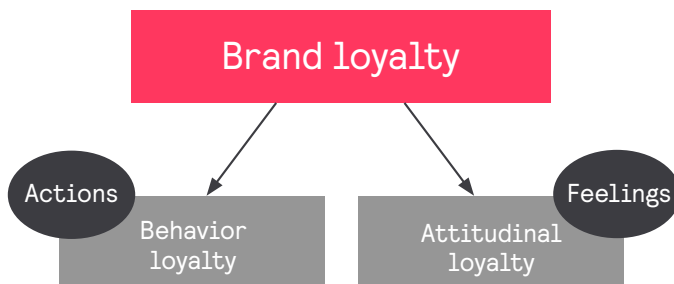 Brand loyalty
Actions
Feelings
Behavior
loyalty
Attitudinal
loyalty